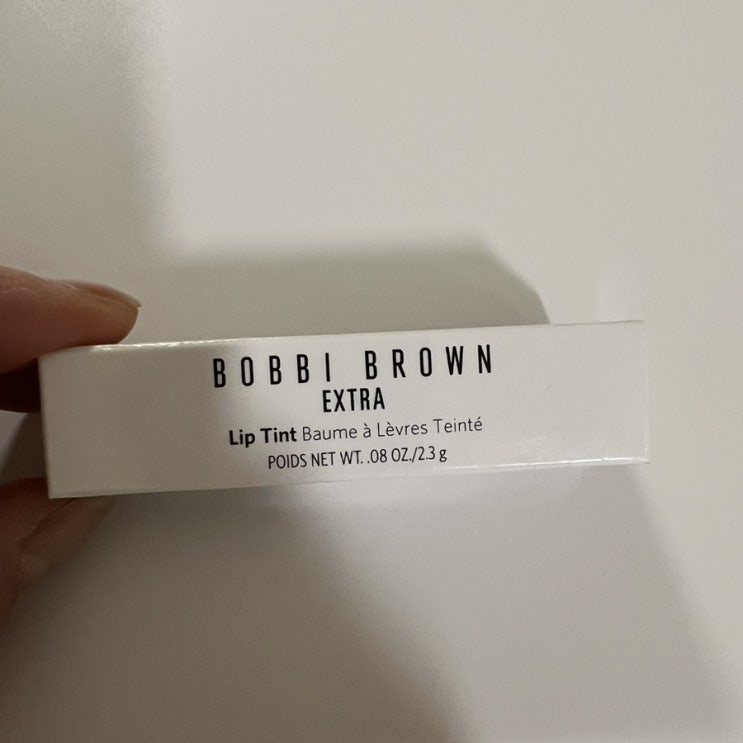 BOBBI BROWN
EXTRA
Lip Tint Baume à Lèvres Teinté
POIDS NET WT. .08 OZ./2.3 g